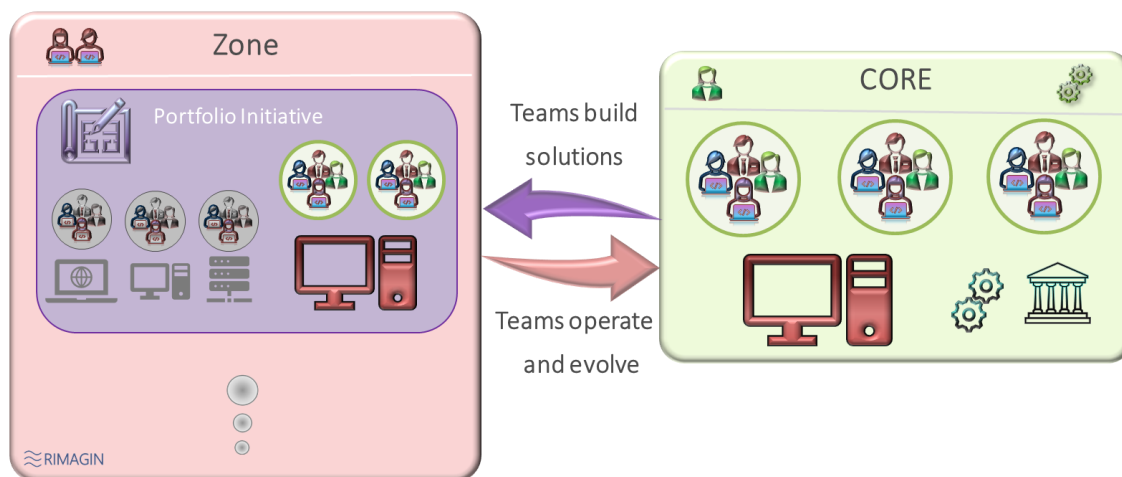 Zone
Portfolio Initiative
Teams build
solutions
Teams operate
and evolve
CORE
RIMAGIN